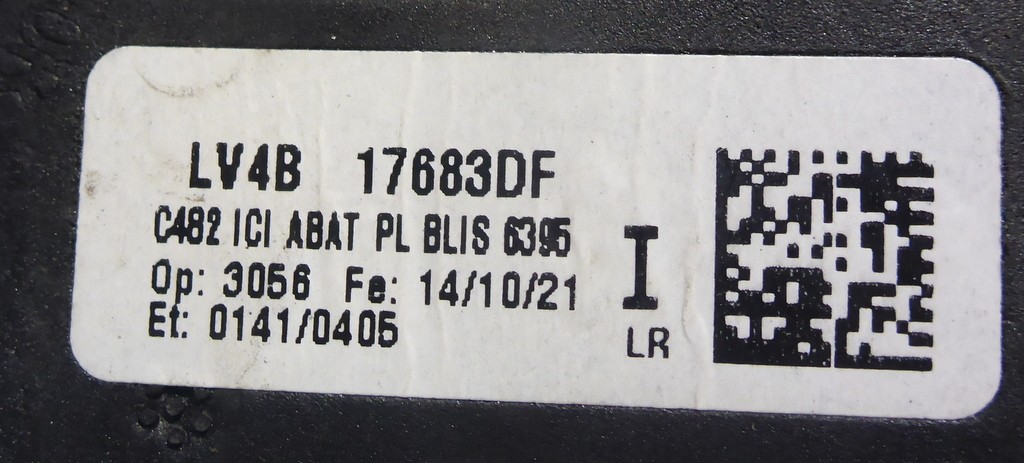 LV4B 17683DF
C482 ICI ABAT PL BLIS 6395
Op: 3056 Fe: 14/10/21
Et: 0141/0405
I
LR